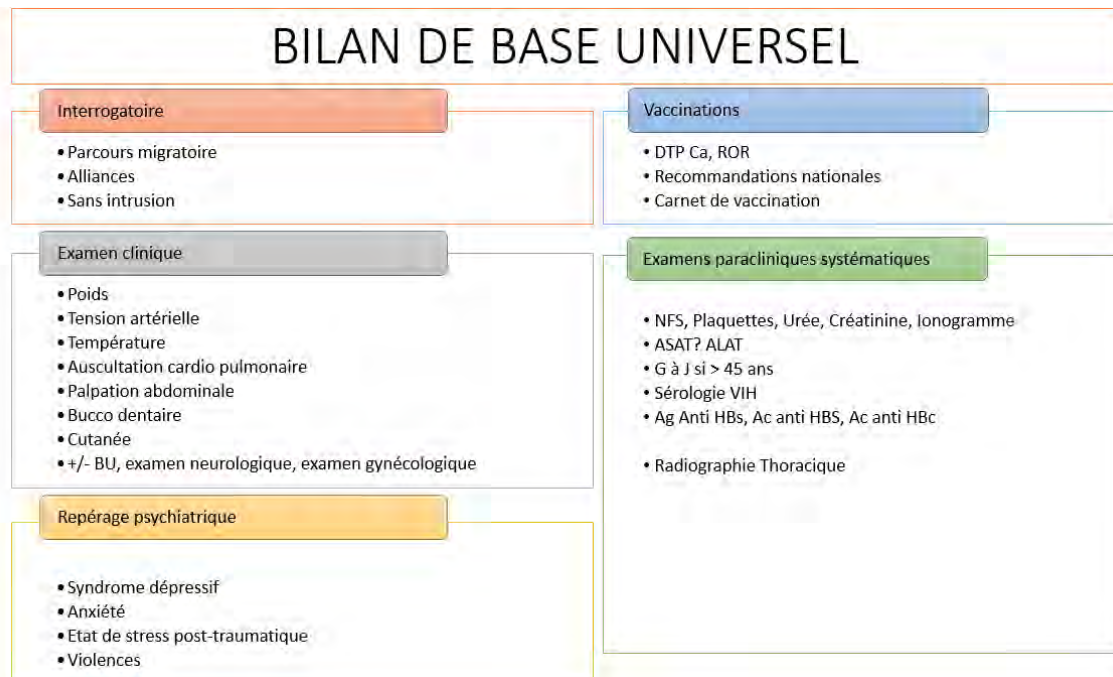 BILAN DE BASE UNIVERSEL
Interrogatoire
• Parcours migratoire
• Alliances
• Sans intrusion
Examen clinique
• Poids
• Tension artérielle
• Température
• Auscultation cardio pulmonaire
• Palpation abdominale
• Bucco dentaire
• Cutanée
• +/- BU, examen neurologique, examen gynécologique
Repérage psychiatrique
• Syndrome dépressif
• Anxiété
• Etat de stress post-traumatique
• Violences
Vaccinations
• DTP Ca, ROR
• Recommandations nationales
• Carnet de vaccination
Examens paracliniques systématiques
• NFS, Plaquettes, Urée, Créatinine, Ionogramme
• ASAT? ALAT
• G à J si > 45 ans
• Sérologie VIH
• Ag Anti HBs, Ac anti HBS, Ac anti HBc
• Radiographie Thoracique